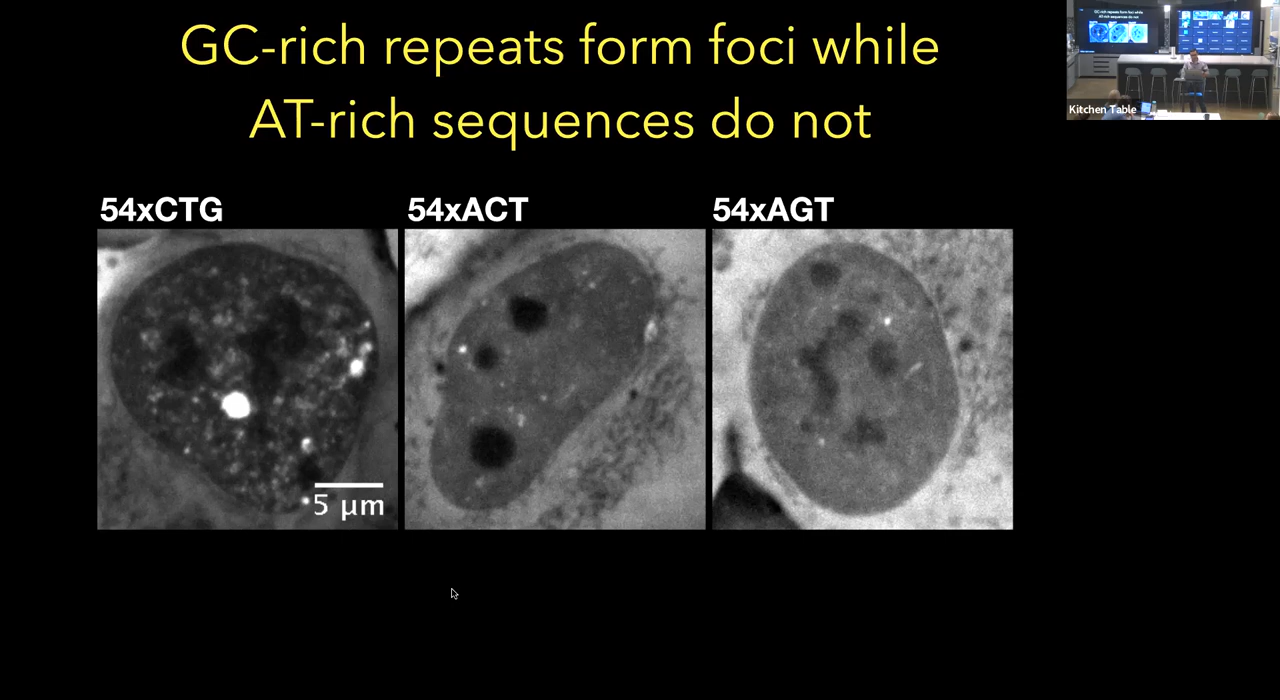 GC-rich repeats form foci while
AT-rich sequences do not
Kitchen Table
54xCTG
54xACT
54xAGT
5 μm